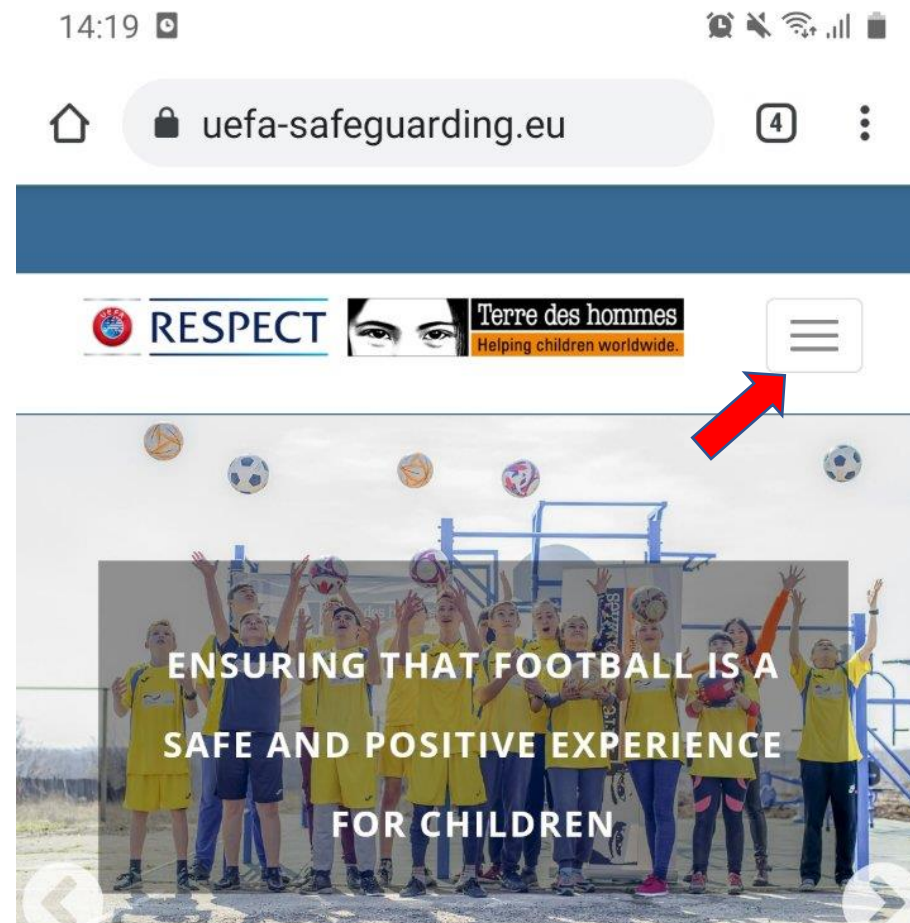 14:19
uefa-safeguarding.eu
4
UEFA
RESPECT
Terre des hommes
Helping children worldwide.
ENSURING THAT FOOTBALL IS A
SAFE AND POSITIVE EXPERIENCE
FOR CHILDREN